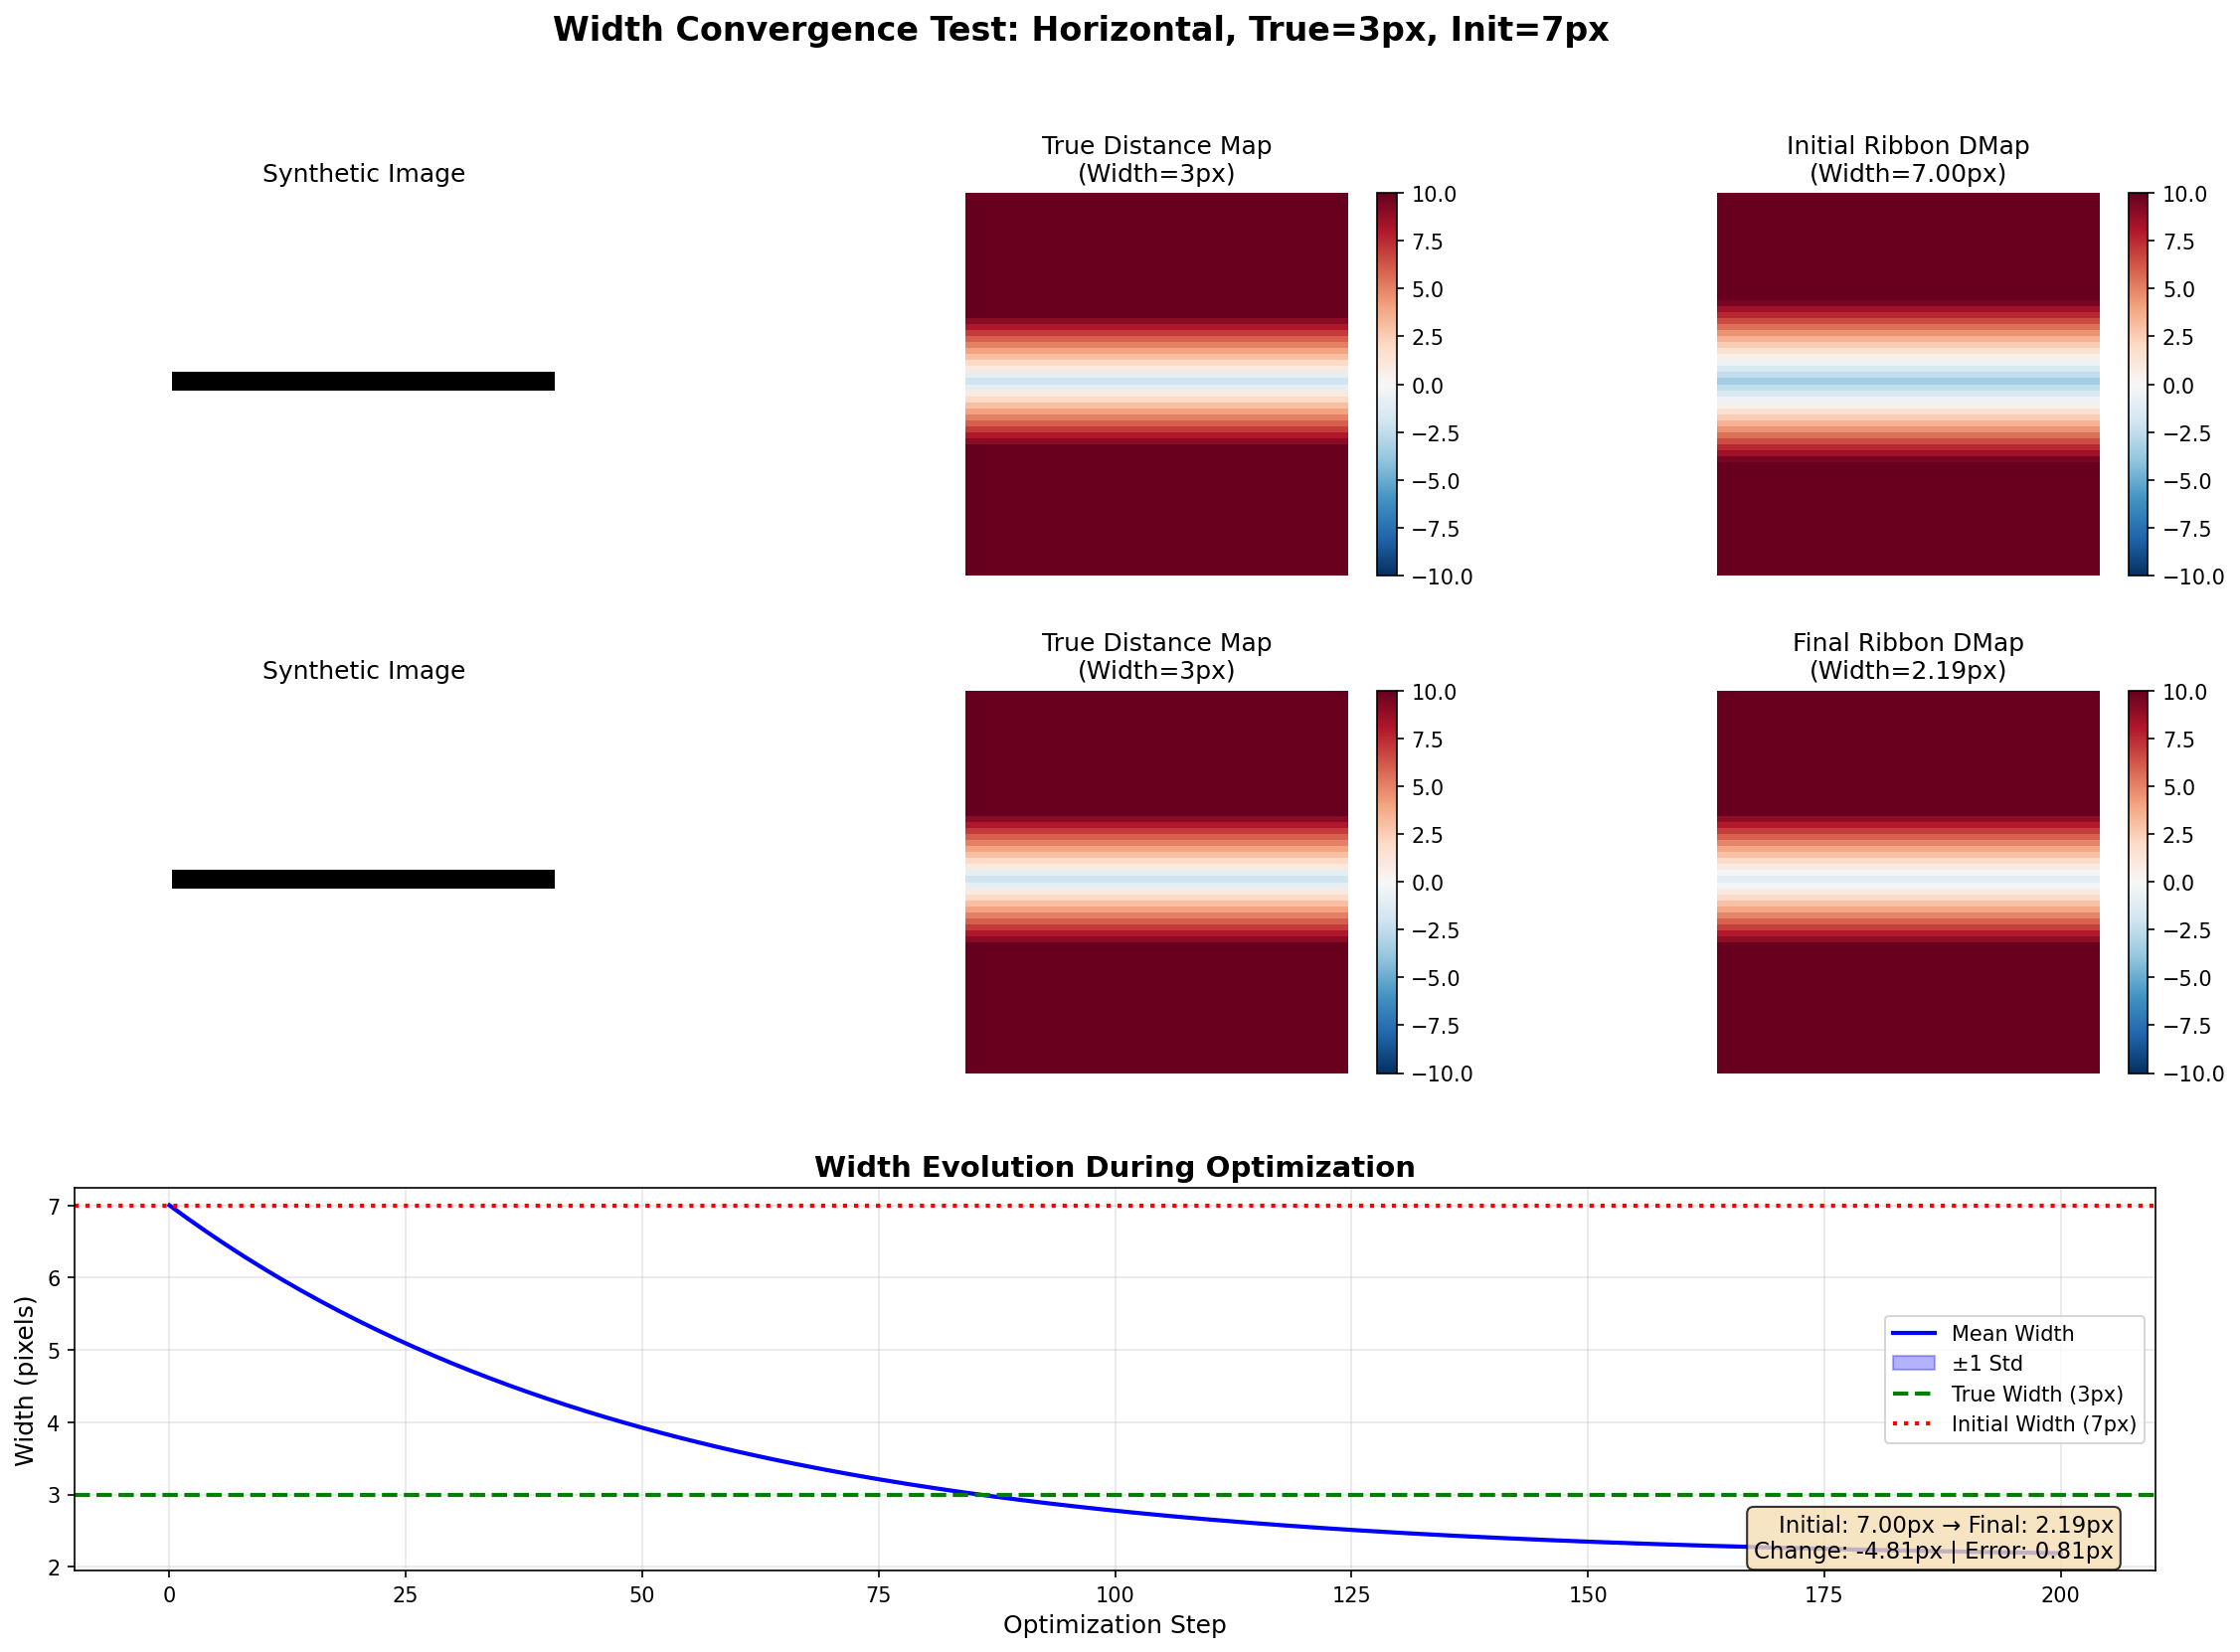 Width Convergence Test: Horizontal, True=3px, Init=7px
Synthetic Image
True Distance Map
(Width=3px)
10.0
7.5
5.0
2.5
0.0
−2.5
−5.0
−7.5
−10.0
Initial Ribbon DMap
(Width=7.00px)
10.0
7.5
5.0
2.5
0.0
−2.5
−5.0
−7.5
−10.0
Synthetic Image
True Distance Map
(Width=3px)
10.0
7.5
5.0
2.5
0.0
−2.5
−5.0
−7.5
−10.0
Final Ribbon DMap
(Width=2.19px)
10.0
7.5
5.0
2.5
0.0
−2.5
−5.0
−7.5
−10.0
Width Evolution During Optimization
Width (pixels)
7
6
5
4
3
2
Mean Width
±1 Std
True Width (3px)
Initial Width (7px)
Initial: 7.00px → Final: 2.19px
Change: -4.81px | Error: 0.81px
0 25 50 75 100 125 150 175 200
Optimization Step